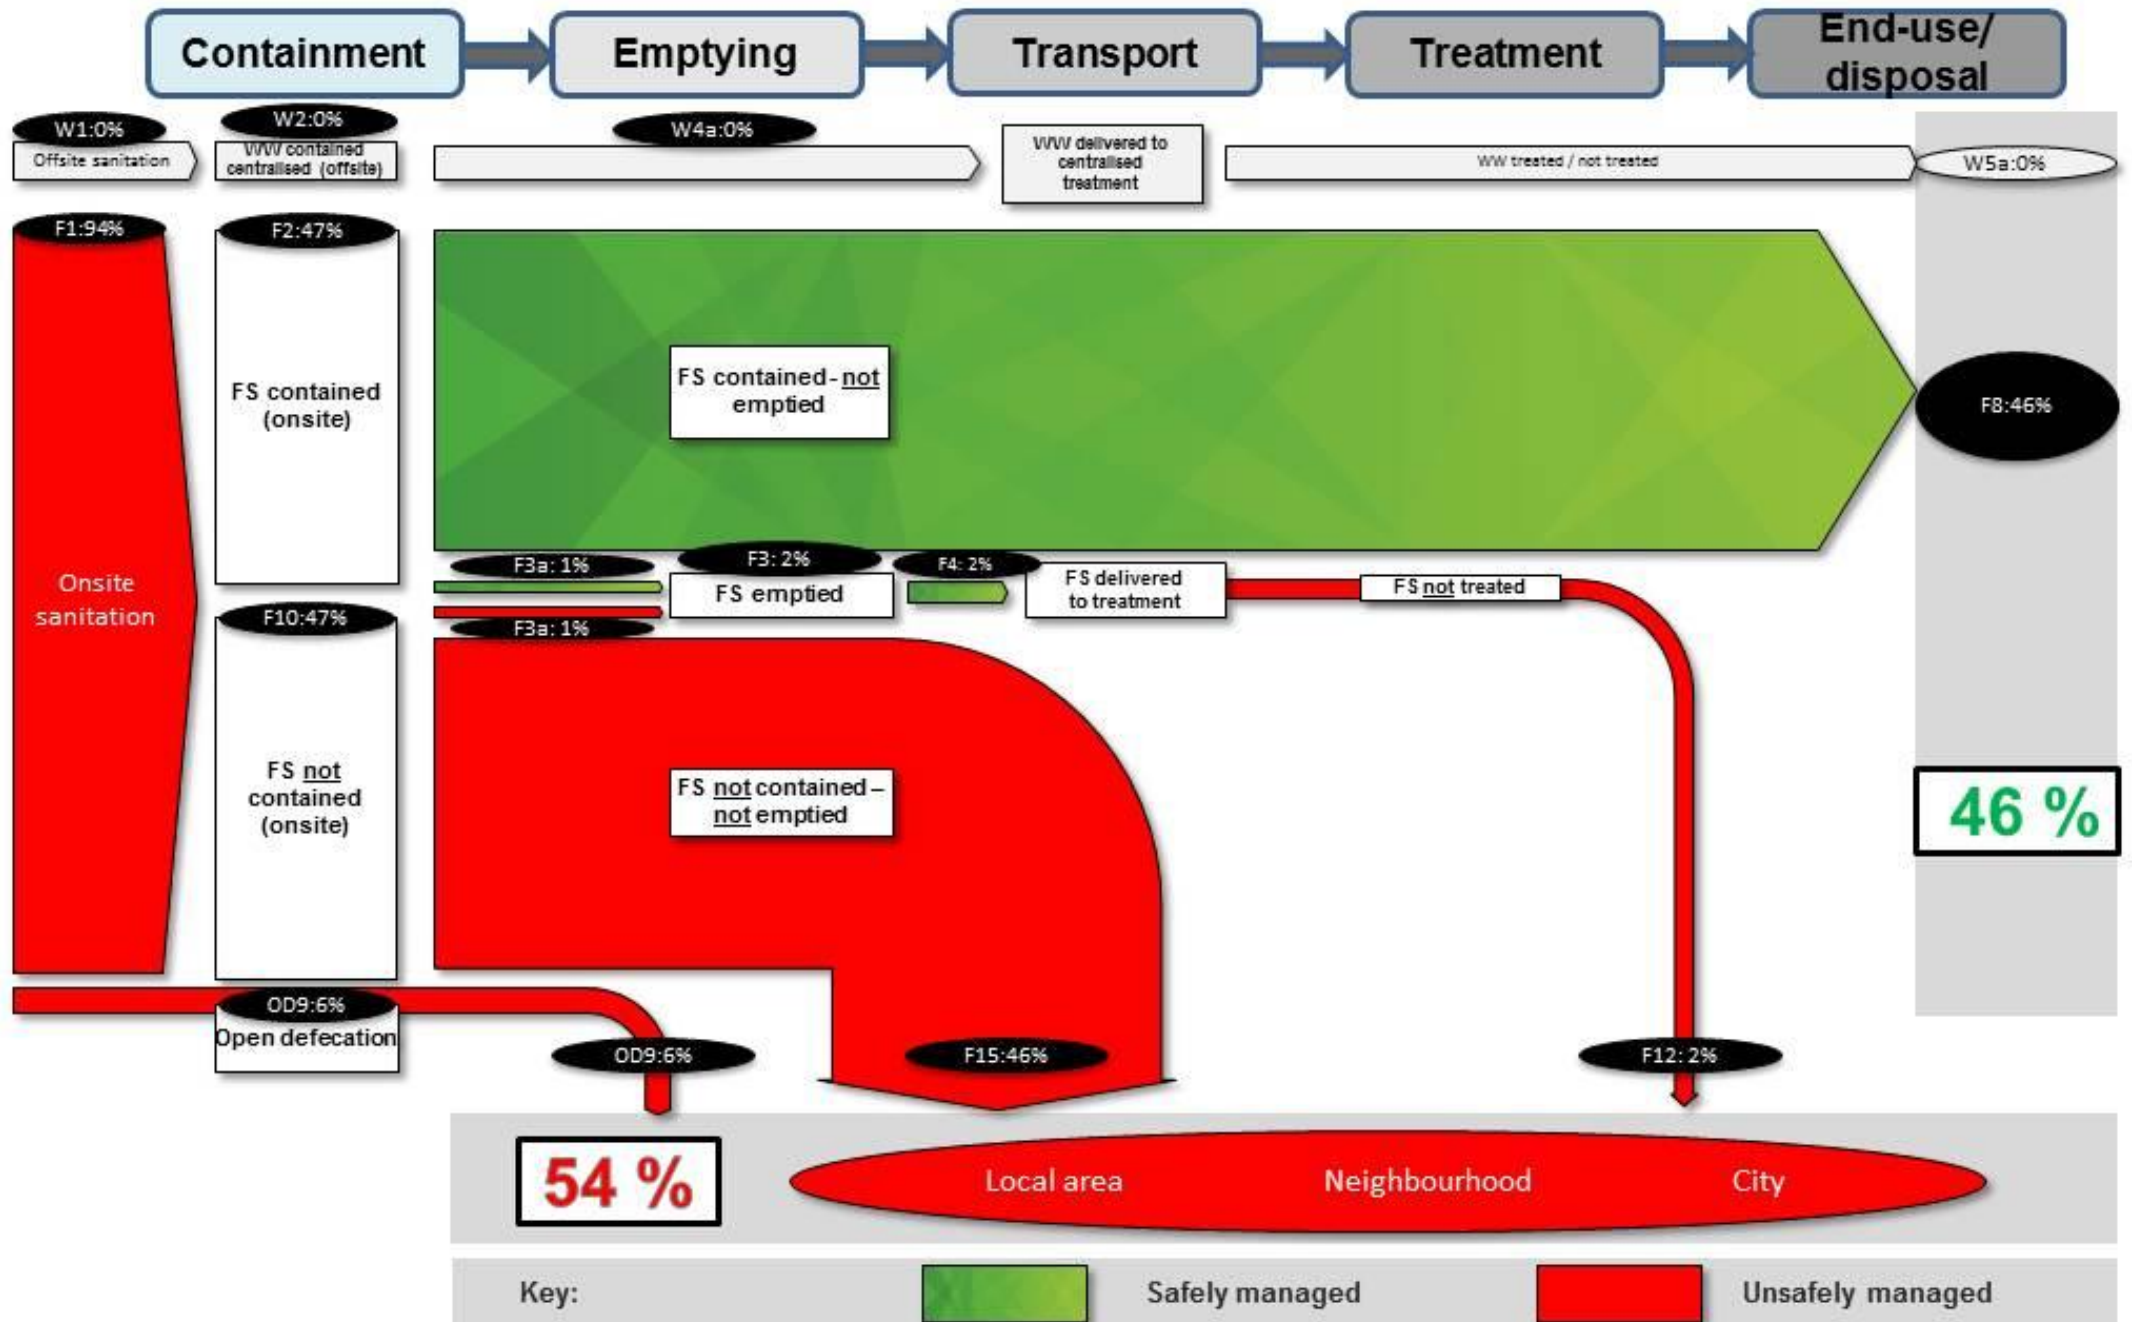 Containment
Emptying
Transport
Treatment
End-use/
disposal
W1:0%
Offsite sanitation
W2:0%
WW contained
centralised (offsite)
W4a:0%
WW delivered to
centralised
treatment
WW treated / not treated
W5a:0%
F1:94%
Onsite
sanitation
F2:47%
FS contained
(onsite)
FS contained - not
emptied
F8:46%
F3a: 1%
F3: 2%
FS emptied
F4: 2%
FS delivered
to treatment
FS not treated
F3a: 1%
F10:47%
FS not
contained
(onsite)
FS not contained –
not emptied
46 %
OD9:6%
Open defecation
OD9:6%
F15:46%
F12: 2%
54 %
Local area
Neighbourhood
City
Key:
Safely managed
Unsafely managed